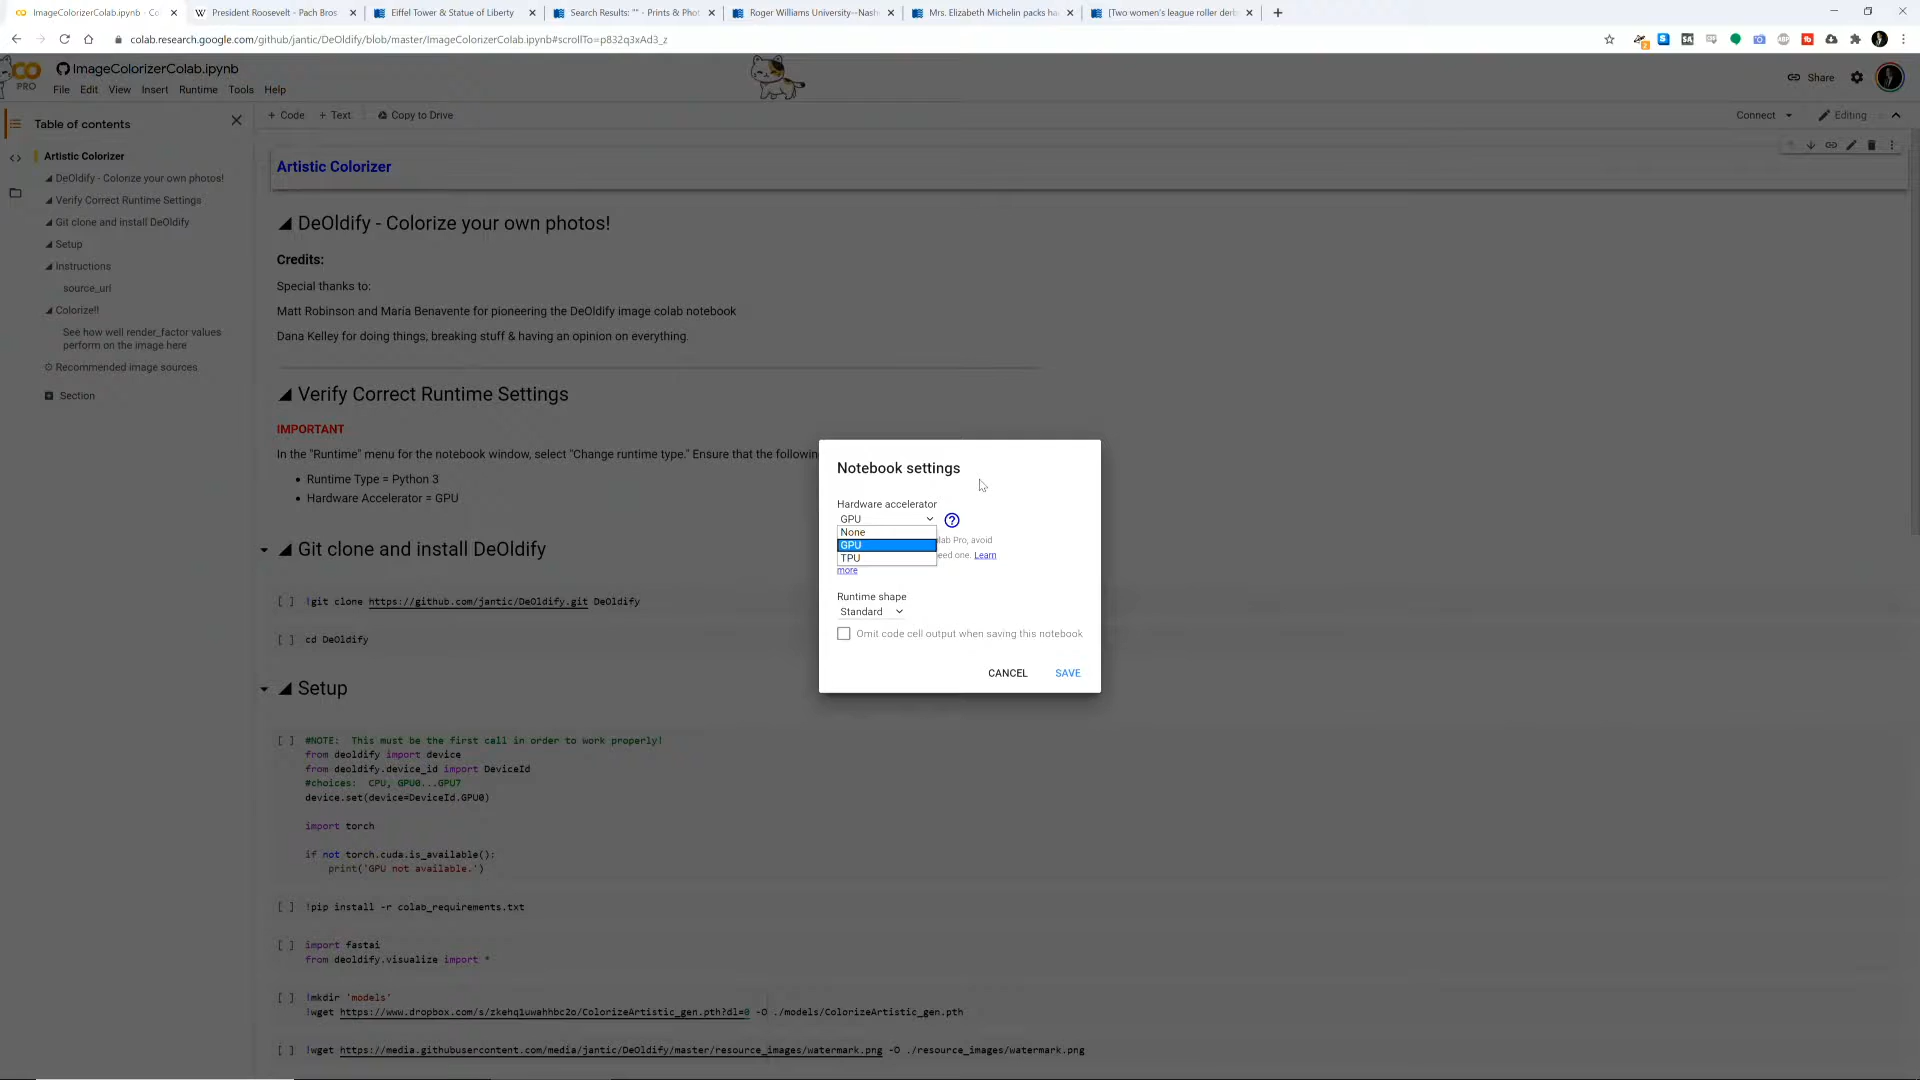 ImageColorizerColab.ipynb - Co
President Roosevelt - Pach Bros
Eiffel Tower & Statue of Liberty
Search Results: "" - Prints & Phot
Roger Williams University--Nash
Mrs. Elizabeth Michelin packs ha
[Two women's league roller derb
colab.research.google.com/github/jantic/DeOldify/blob/master/ImageColorizerColab.ipynb#scrollTo=p832q3xAd3_z
PRO
ImageColorizerColab.ipynb
File Edit View Insert Runtime Tools Help
Share
Table of contents
+ Code + Text Copy to Drive
Connect
Editing
Artistic Colorizer
DeOldify - Colorize your own photos!
Verify Correct Runtime Settings
Git clone and install DeOldify
Setup
Instructions
source_url
Colorize!!
See how well render_factor values
perform on the image here
Recommended image sources
Section
Artistic Colorizer
DeOldify - Colorize your own photos!
Credits:
Special thanks to:
Matt Robinson and María Benavente for pioneering the DeOldify image colab notebook
Dana Kelley for doing things, breaking stuff & having an opinion on everything.
Verify Correct Runtime Settings
IMPORTANT
In the "Runtime" menu for the notebook window, select "Change runtime type." Ensure that the followin
• Runtime Type = Python 3
• Hardware Accelerator = GPU
Git clone and install DeOldify
[ ] !git clone https://github.com/jantic/DeOldify.git DeOldify
[ ] cd DeOldify
Setup
[ ] #NOTE: This must be the first call in order to work properly!
from deoldify import device
from deoldify.device_id import DeviceId
#choices: CPU, GPU0...GPU7
device.set(device=DeviceId.GPU0)
import torch
if not torch.cuda.is_available():
print('GPU not available.')
[ ] !pip install -r colab_requirements.txt
[ ] import fastai
from deoldify.visualize import *
[ ] !mkdir 'models'
!wget https://www.dropbox.com/s/zkehq1uwahhbc2o/ColorizeArtistic_gen.pth?dl=0 -O ./models/ColorizeArtistic_gen.pth
[ ] !wget https://media.githubusercontent.com/media/jantic/DeOldify/master/resource_images/watermark.png -O ./resource_images/watermark.png
Notebook settings
Hardware accelerator
GPU
None
GPU
TPU
lab Pro, avoid
eed one. Learn
more
Runtime shape
Standard
Omit code cell output when saving this notebook
CANCEL SAVE